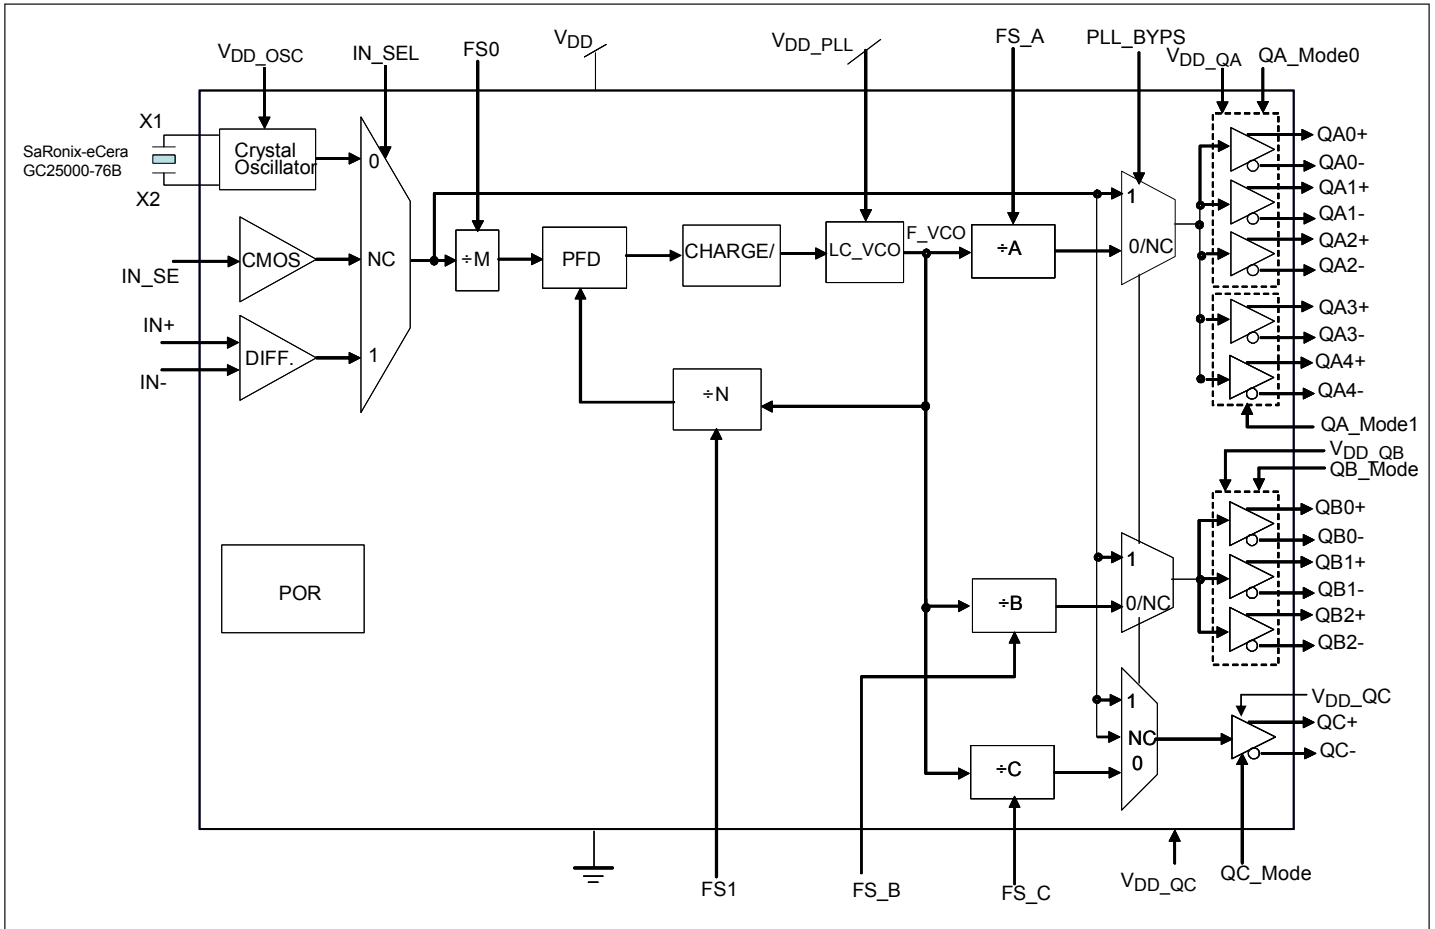 VDD_OSC
IN_SEL
FS0
VDD
VDD_PLL
FS_A
PLL_BYPS
VDD_QA
QA_Mode0
X1
SaRonix-eCera
GC25000-76B
X2
Crystal
Oscillator
0
NC
1
CMOS
IN_SE
IN+
IN-
DIFF.
÷M
PFD
CHARGE/
LC_VCO
F_VCO
÷A
1
0/NC
÷N
QA0+
QA0-
QA1+
QA1-
QA2+
QA2-
QA3+
QA3-
QA4+
QA4-
QA_Mode1
VDD_QB
QB_Mode
POR
÷B
1
0/NC
QB0+
QB0-
QB1+
QB1-
QB2+
QB2-
÷C
1
NC
0
VDD_QC
QC+
QC-
FS1
FS_B
FS_C
VDD_QC
QC_Mode